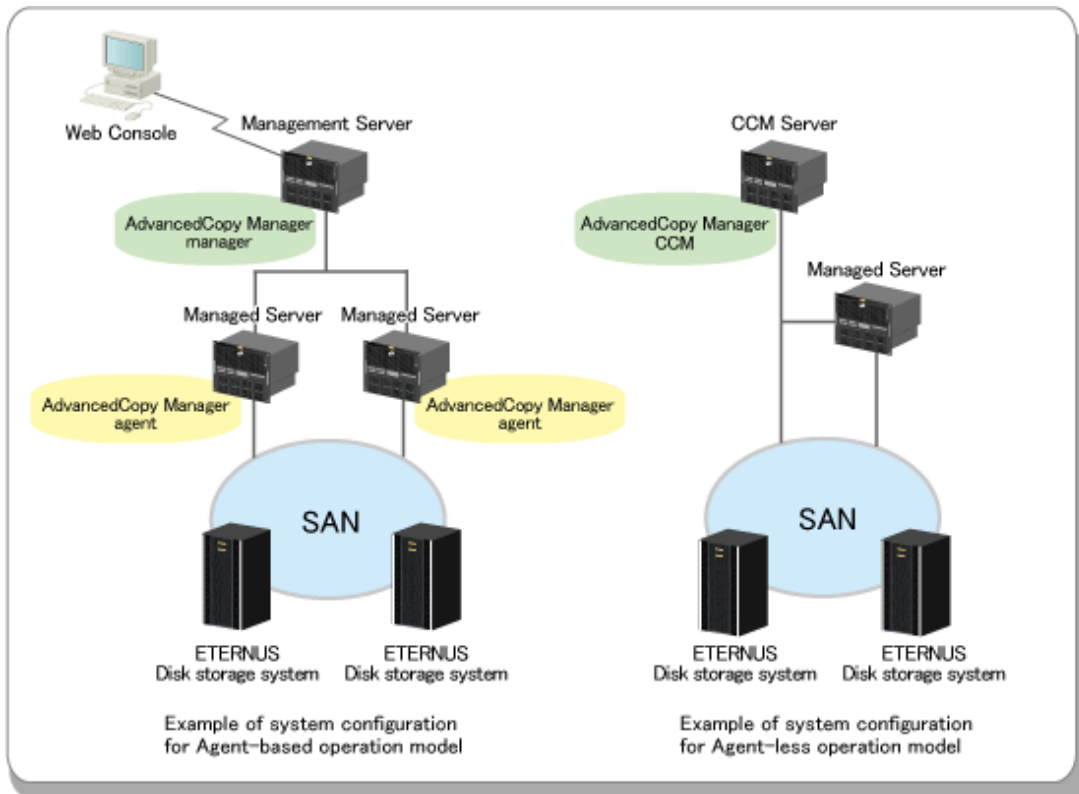 Web Console
Management Server
AdvancedCopy Manager
manager
Managed Server
Managed Server
AdvancedCopy Manager
agent
AdvancedCopy Manager
agent
SAN
ETERNUS
Disk storage system
ETERNUS
Disk storage system
Example of system configuration
for Agent-based operation model
CCM Server
AdvancedCopy Manager
CCM
Managed Server
SAN
ETERNUS
Disk storage system
ETERNUS
Disk storage system
Example of system configuration
for Agent-less operation model